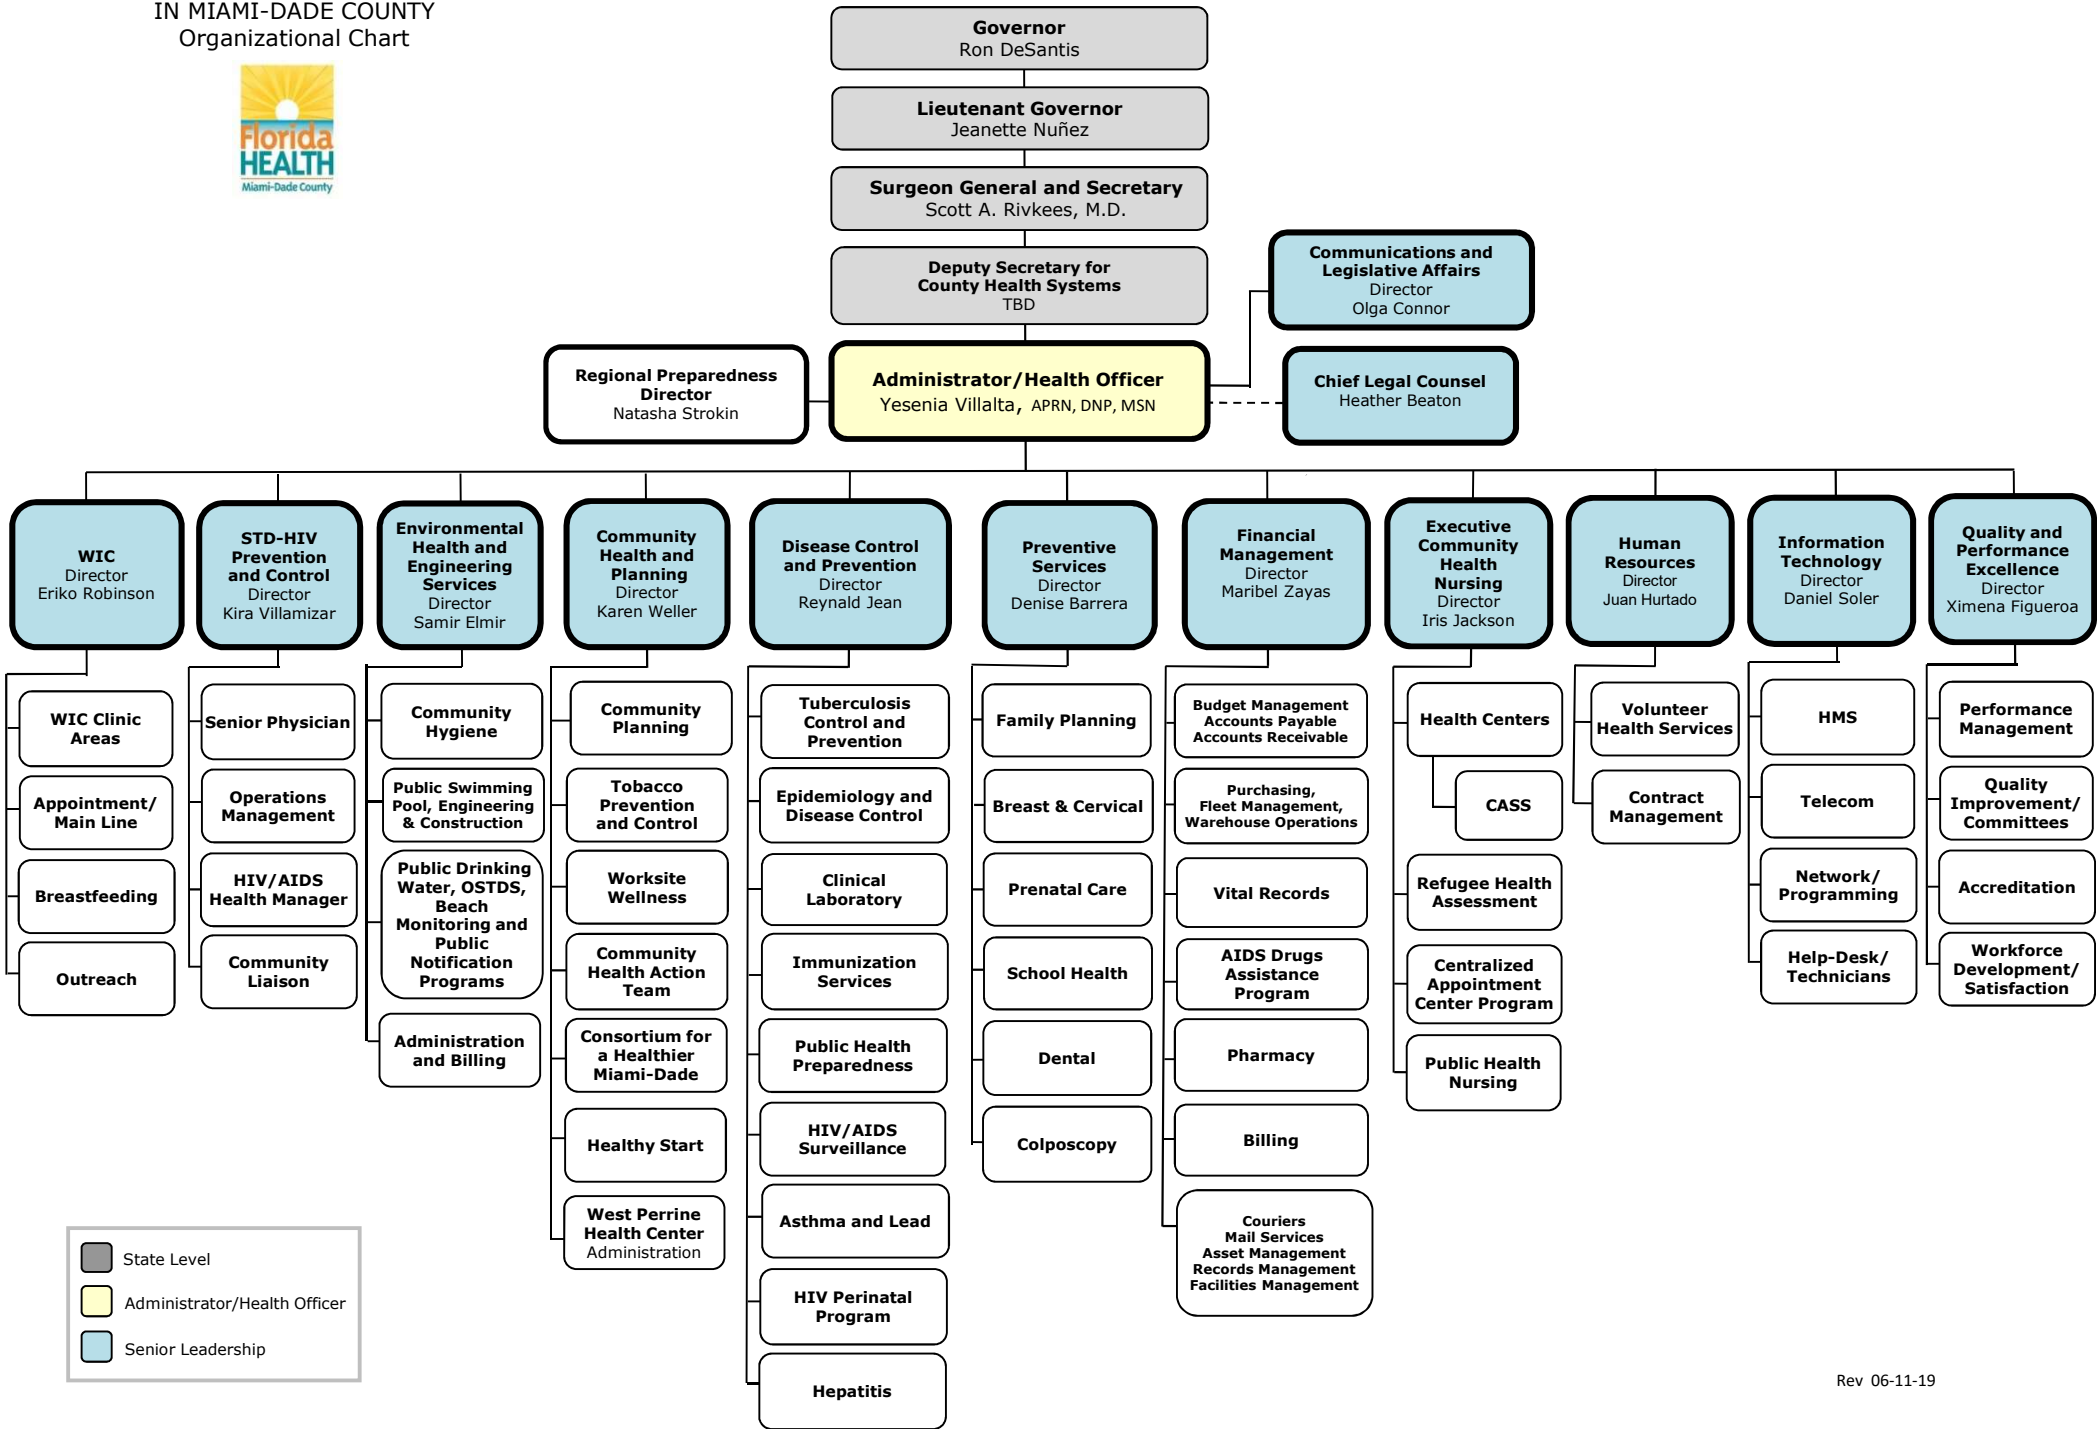 IN MIAMI-DADE COUNTY
Organizational Chart
Florida
HEALTH
Miami-Dade County
Governor
Ron DeSantis
Lieutenant Governor
Jeanette Nuñez
Surgeon General and Secretary
Scott A. Rivkees, M.D.
Deputy Secretary for
County Health Systems
TBD
Communications and
Legislative Affairs
Director
Olga Connor
Regional Preparedness
Director
Natasha Strokin
Administrator/Health Officer
Yesenia Villalta, APRN, DNP, MSN
Chief Legal Counsel
Heather Beaton
WIC
Director
Eriko Robinson
WIC Clinic
Areas
Appointment/
Main Line
Breastfeeding
Outreach
STD-HIV
Prevention
and Control
Director
Kira Villamizar
Senior Physician
Operations
Management
HIV/AIDS
Health Manager
Community
Liaison
Environmental
Health and
Engineering
Services
Director
Samir Elmir
Community
Hygiene
Public Swimming
Pool, Engineering
& Construction
Public Drinking
Water, OSTDS,
Beach
Monitoring and
Public
Notification
Programs
Administration
and Billing
Community
Health and
Planning
Director
Karen Weller
Community
Planning
Tobacco
Prevention
and Control
Worksite
Wellness
Community
Health Action
Team
Consortium for
a Healthier
Miami-Dade
Healthy Start
West Perrine
Health Center
Administration
Disease Control
and Prevention
Director
Reynald Jean
Tuberculosis
Control and
Prevention
Epidemiology and
Disease Control
Clinical
Laboratory
Immunization
Services
Public Health
Preparedness
HIV/AIDS
Surveillance
Asthma and Lead
HIV Perinatal
Program
Hepatitis
Preventive
Services
Director
Denise Barrera
Family Planning
Breast & Cervical
Prenatal Care
School Health
Dental
Colposcopy
Financial
Management
Director
Maribel Zayas
Budget Management
Accounts Payable
Accounts Receivable
Purchasing,
Fleet Management,
Warehouse Operations
Vital Records
AIDS Drugs
Assistance
Program
Pharmacy
Billing
Couriers
Mail Services
Asset Management
Records Management
Facilities Management
Executive
Community
Health
Nursing
Director
Iris Jackson
Health Centers
CASS
Refugee Health
Assessment
Centralized
Appointment
Center Program
Public Health
Nursing
Human
Resources
Director
Juan Hurtado
Volunteer
Health Services
Contract
Management
Information
Technology
Director
Daniel Soler
HMS
Telecom
Network/
Programming
Help-Desk/
Technicians
Quality and
Performance
Excellence
Director
Ximena Figueroa
Performance
Management
Quality
Improvement/
Committees
Accreditation
Workforce
Development/
Satisfaction
State Level
Administrator/Health Officer
Senior Leadership
Rev 06-11-19